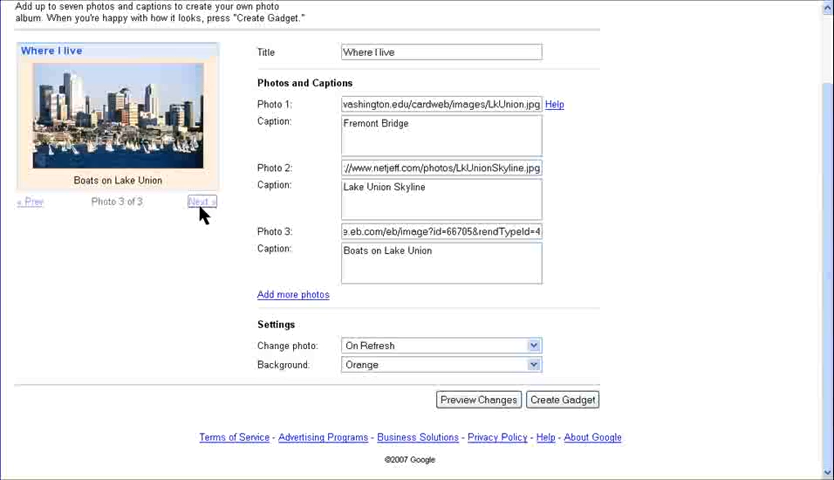 Add up to seven photos and captions to create your own photo
album. When you're happy with how it looks, press "Create Gadget."
Where I live
Boats on Lake Union
« Prev Photo 3 of 3 Next »
Title Where I live
Photos and Captions
Photo 1: washington.edu/cardweb/images/LkUnion.jpg Help
Caption: Fremont Bridge
Photo 2: ://www.netjeff.com/photos/LkUnionSkyline.jpg
Caption: Lake Union Skyline
Photo 3: e.eb.com/eb/image?id=66705&rendTypeId=4
Caption: Boats on Lake Union
Add more photos
Settings
Change photo: On Refresh
Background: Orange
Preview Changes Create Gadget
Terms of Service - Advertising Programs - Business Solutions - Privacy Policy - Help - About Google
©2007 Google